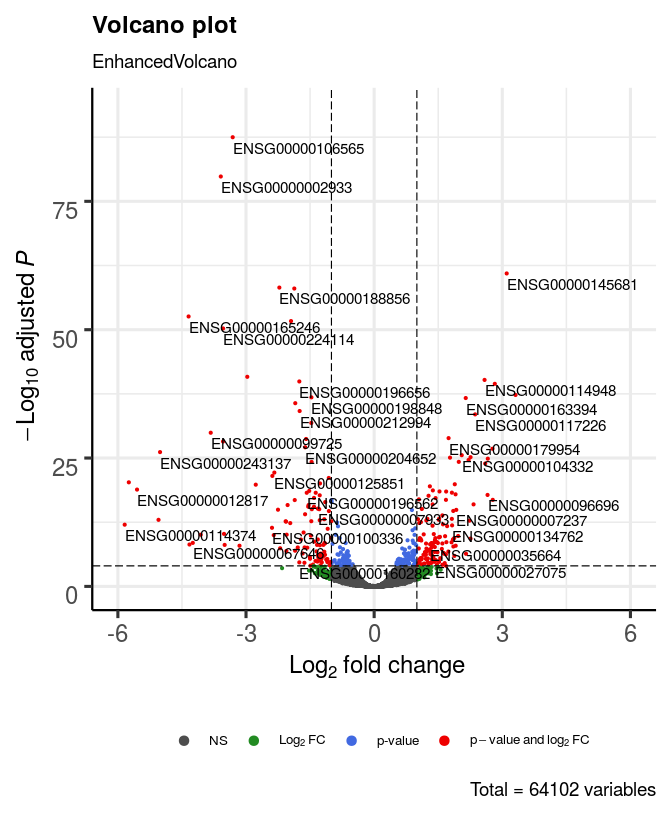 Volcano plot
EnhancedVolcano
− Log10 adjusted P
75
50
25
0
ENSG00000106565
ENSG00000002933
ENSG00000145681
ENSG00000188856
ENSG00000165246
ENSG00000224114
ENSG00000196656
ENSG00000114948
ENSG00000198848
ENSG00000163394
ENSG00000212994
ENSG00000117226
ENSG00000099725
ENSG00000179954
ENSG00000204652
ENSG00000243137
ENSG00000104332
ENSG00000125851
ENSG00000012817
ENSG00000196562
ENSG00000096696
ENSG00000007933
ENSG00000007237
ENSG00000114374
ENSG00000100336
ENSG00000134762
ENSG00000067646
ENSG00000035664
ENSG00000160282
ENSG00000027075
-6
-3
0
3
6
Log2 fold change
NS
Log2 FC
p-value
p − value and log2 FC
Total = 64102 variables